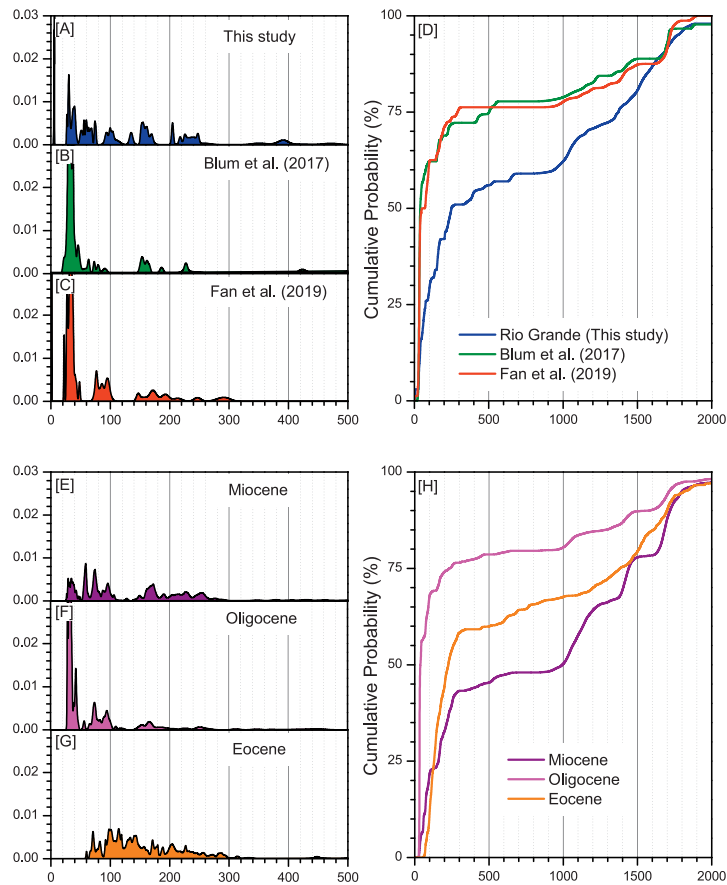 [A]
This study
0.03
0.02
0.01
0.00
[B]
Blum et al. (2017)
0.02
0.01
0.00
[C]
Fan et al. (2019)
0.02
0.01
0.00
0 100 200 300 400 500
[D]
Cumulative Probability (%)
100
75
50
25
0
Rio Grande (This study)
Blum et al. (2017)
Fan et al. (2019)
0 500 1000 1500 2000
[E]
Miocene
0.03
0.02
0.01
0.00
[F]
Oligocene
0.02
0.01
0.00
[G]
Eocene
0.02
0.01
0.00
0 100 200 300 400 500
[H]
Cumulative Probability (%)
100
75
50
25
0
Miocene
Oligocene
Eocene
0 500 1000 1500 2000